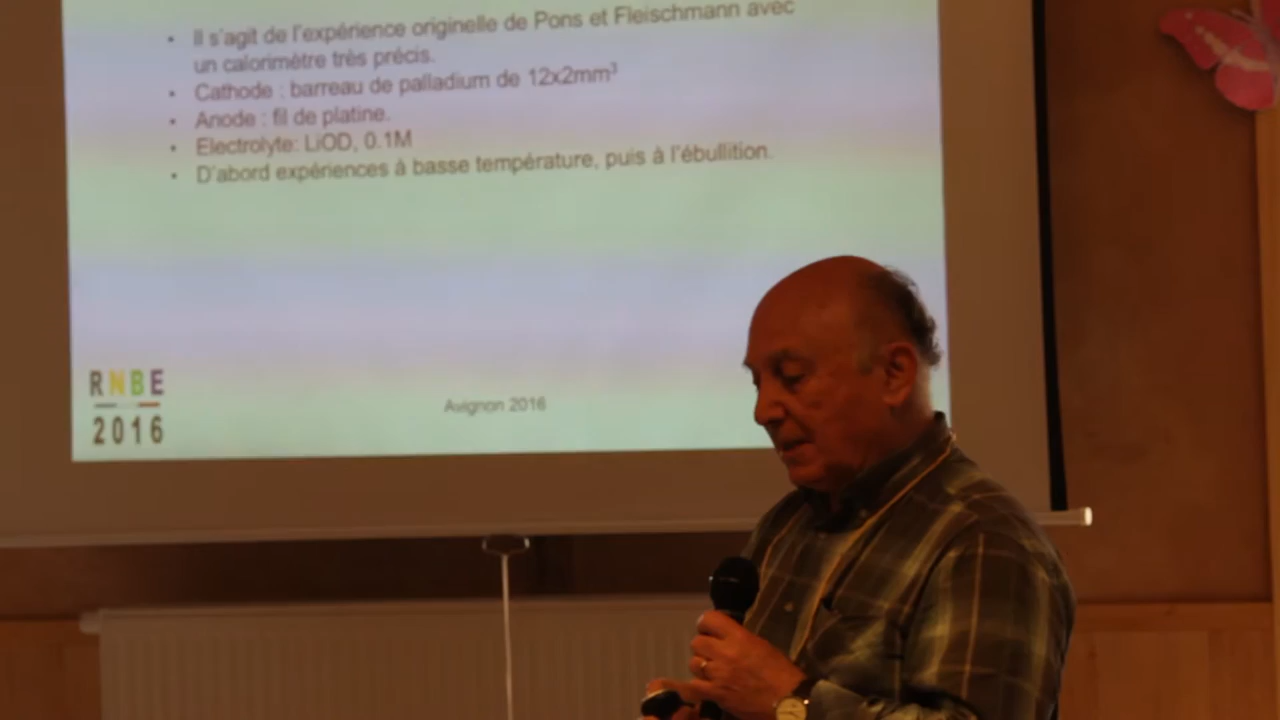 • Il s'agit de l'expérience originelle de Pons et Fleischmann avec
un calorimètre très précis.
• Cathode : barreau de palladium de 12x2mm³
• Anode : fil de platine.
• Electrolyte: LiOD, 0.1M
• D'abord expériences à basse température, puis à l'ébullition.
RNBE
2016
Avignon 2016